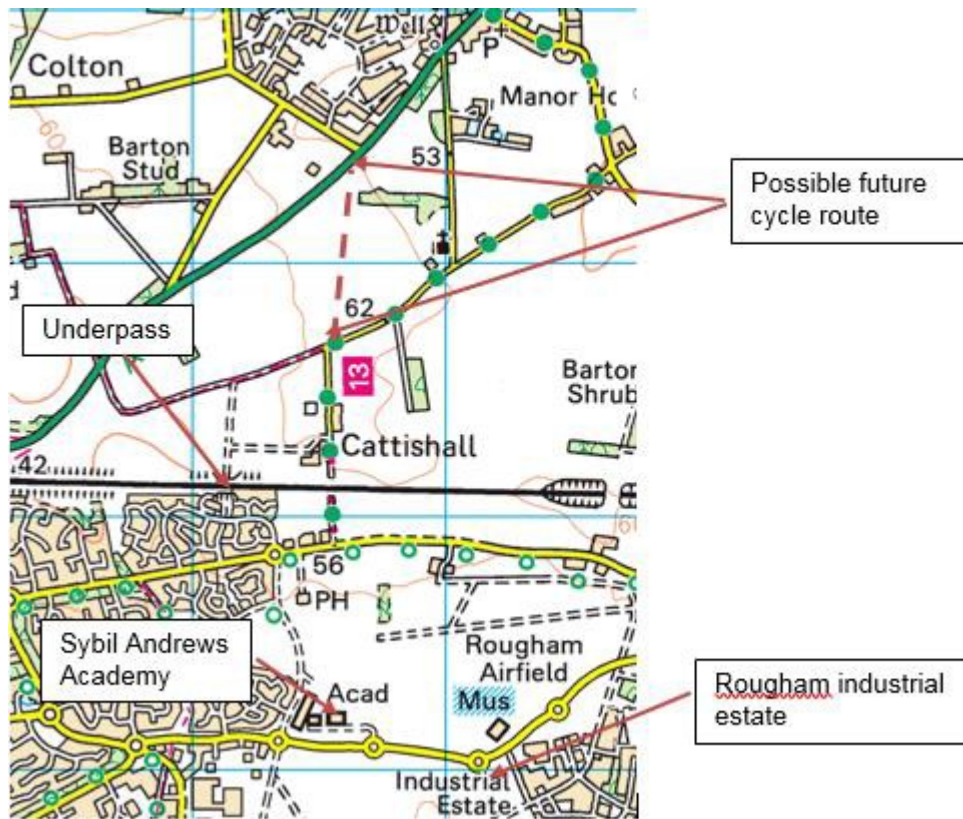 Well
P
Colton
Manor Ho
60
Barton
Stud
53
Possible future
cycle route
62
Underpass
13
Barton
Shrub
Cattishall
42
56
PH
Sybil Andrews
Academy
Rougham
Airfield
Acad
Mus
Rougham industrial
estate
Industrial
Estate